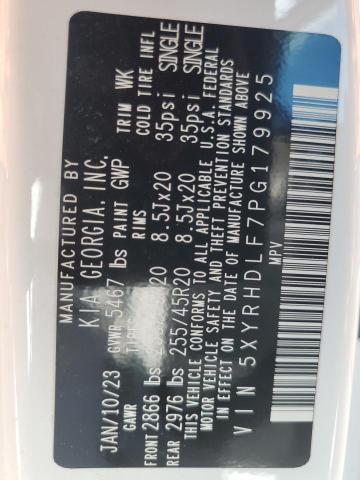 MANUFACTURED BY
KIA GEORGIA, INC.
JAN/10/23 GVWR 5467 lbs PAINT GWP TRIM WK
GAWR TIRES RIMS COLD TIRE INFL
FRONT 2866 lbs 20 8.5Jx20 35psi SINGLE
REAR 2976 lbs 255/45R20 8.5Jx20 35psi SINGLE
THIS VEHICLE CONFORMS TO ALL APPLICABLE U.S.A. FEDERAL
MOTOR VEHICLE SAFETY AND THEFT PREVENTION STANDARDS
IN EFFECT ON THE DATE OF MANUFACTURE SHOWN ABOVE
VIN 5XYRHDLF7PG179925
MPV